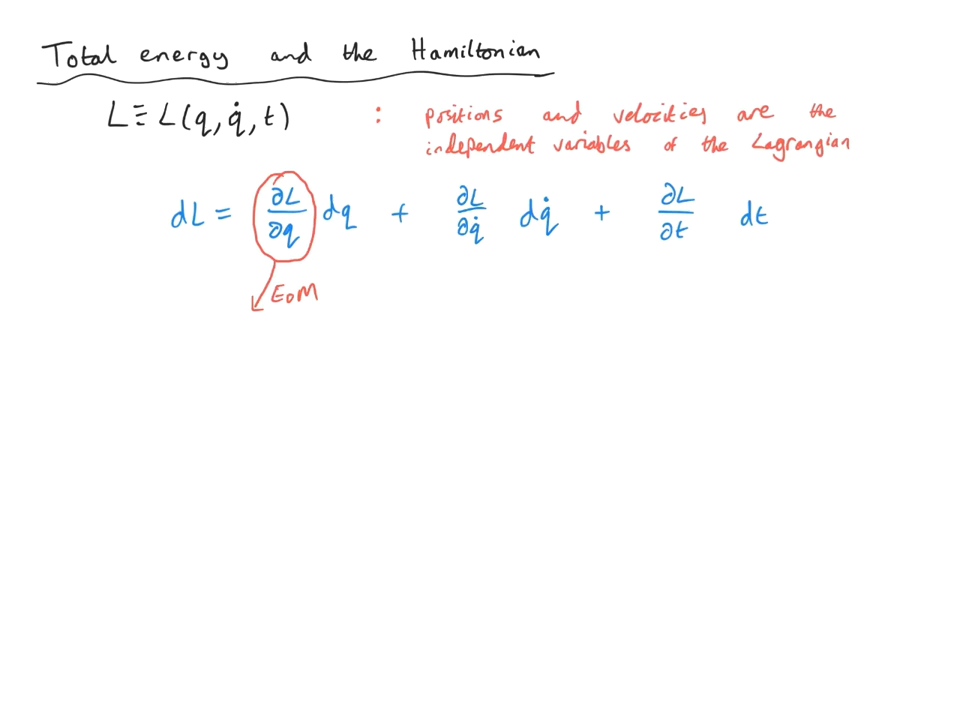 Total energy and the Hamiltonian
L ≡ L(q, q̇, t) : positions and velocities are the
independent variables of the Lagrangian
dL = ∂L/∂q dq + ∂L/∂q̇ dq̇ + ∂L/∂t dt
EoM